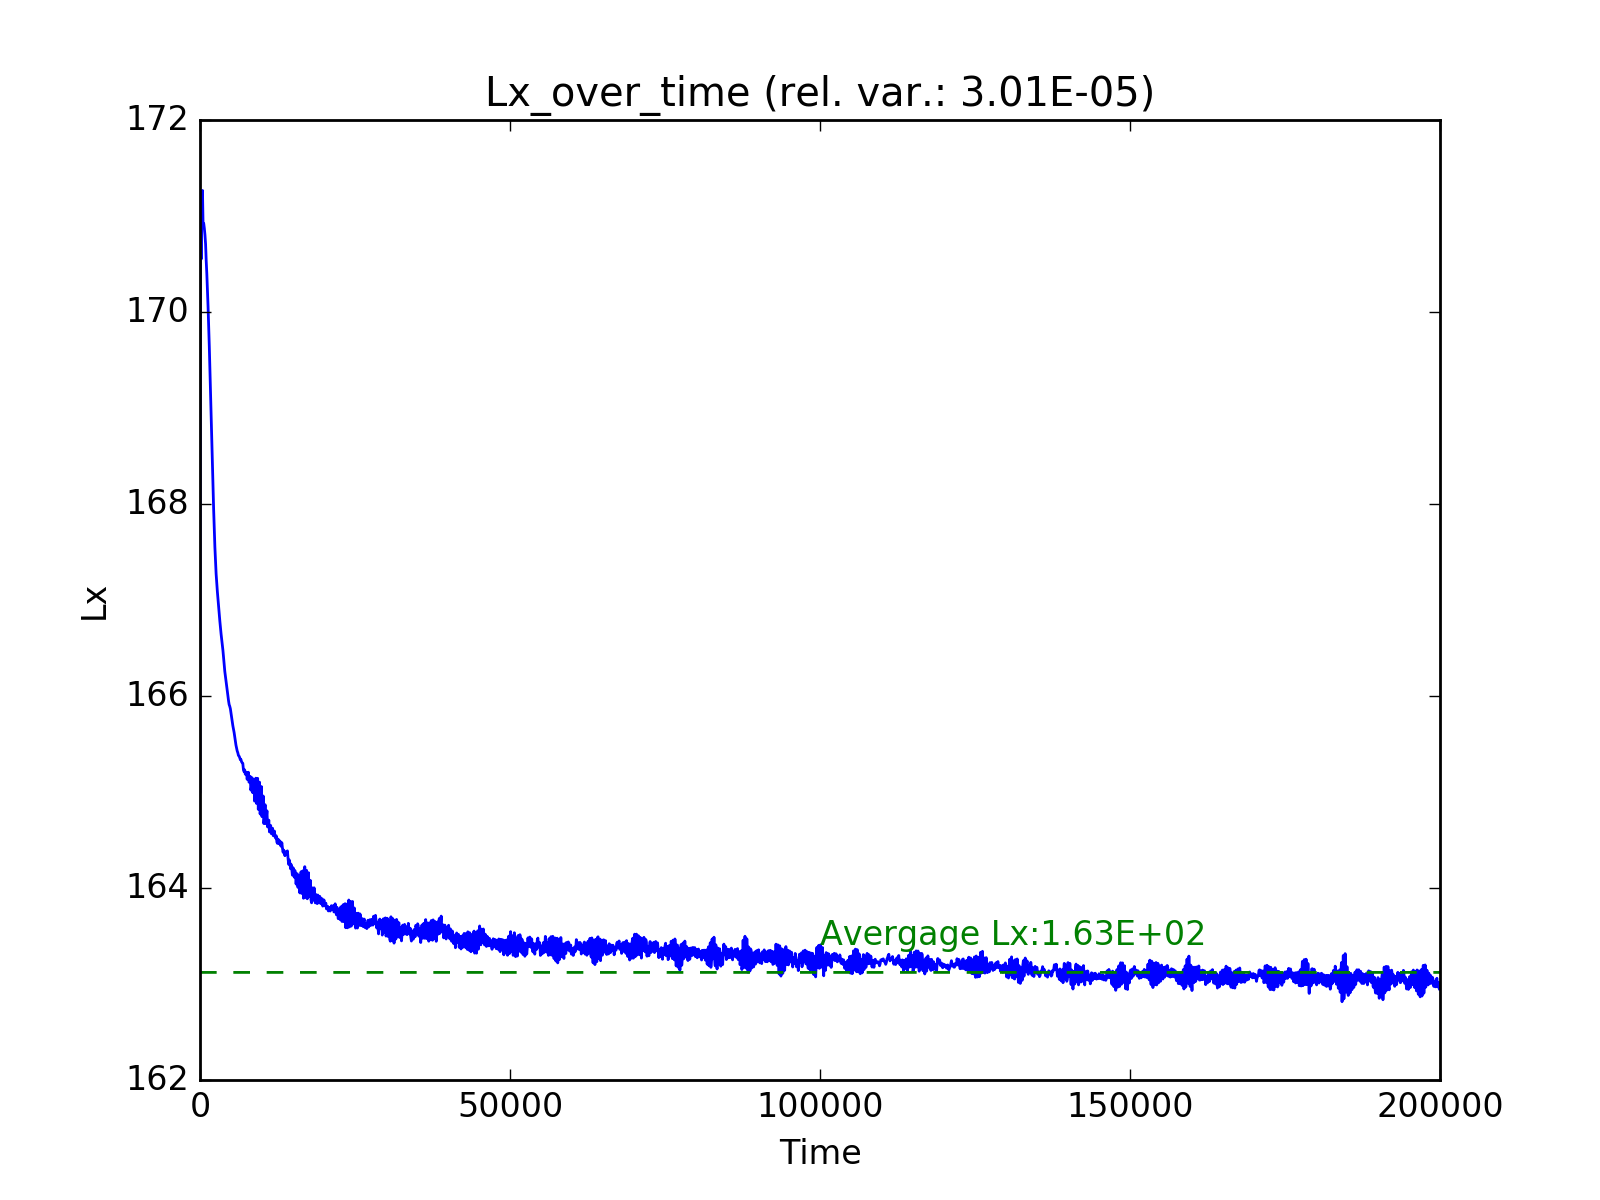 Lx_over_time (rel. var.: 3.01E-05)
172
170
168
166
164
162
Lx
Avergage Lx:1.63E+02
0
50000
100000
150000
200000
Time